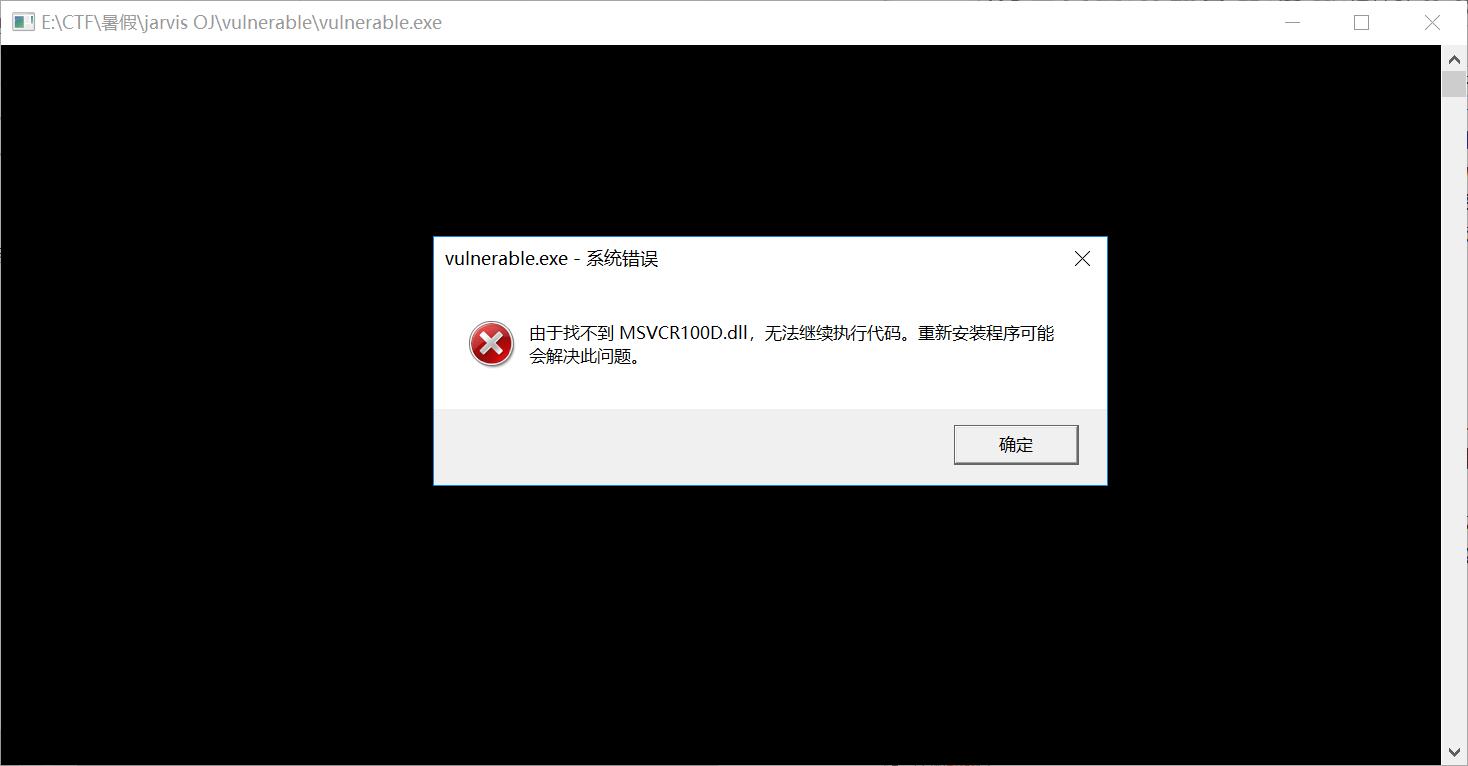 E:\CTF\暑假\jarvis OJ\vulnerable\vulnerable.exe
vulnerable.exe - 系统错误
由于找不到 MSVCR100D.dll，无法继续执行代码。重新安装程序可能
会解决此问题。
确定